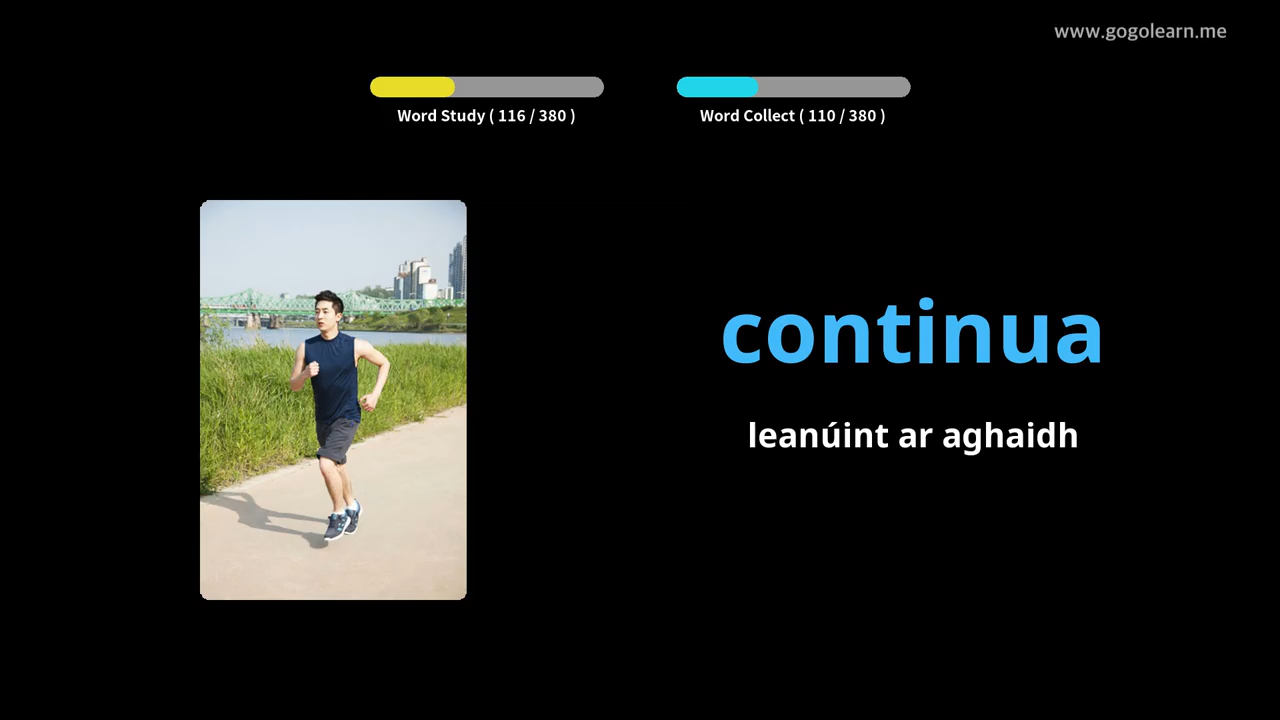 www.gogolearn.me
Word Study ( 116 / 380 )
Word Collect ( 110 / 380 )
continua
leanúint ar aghaidh